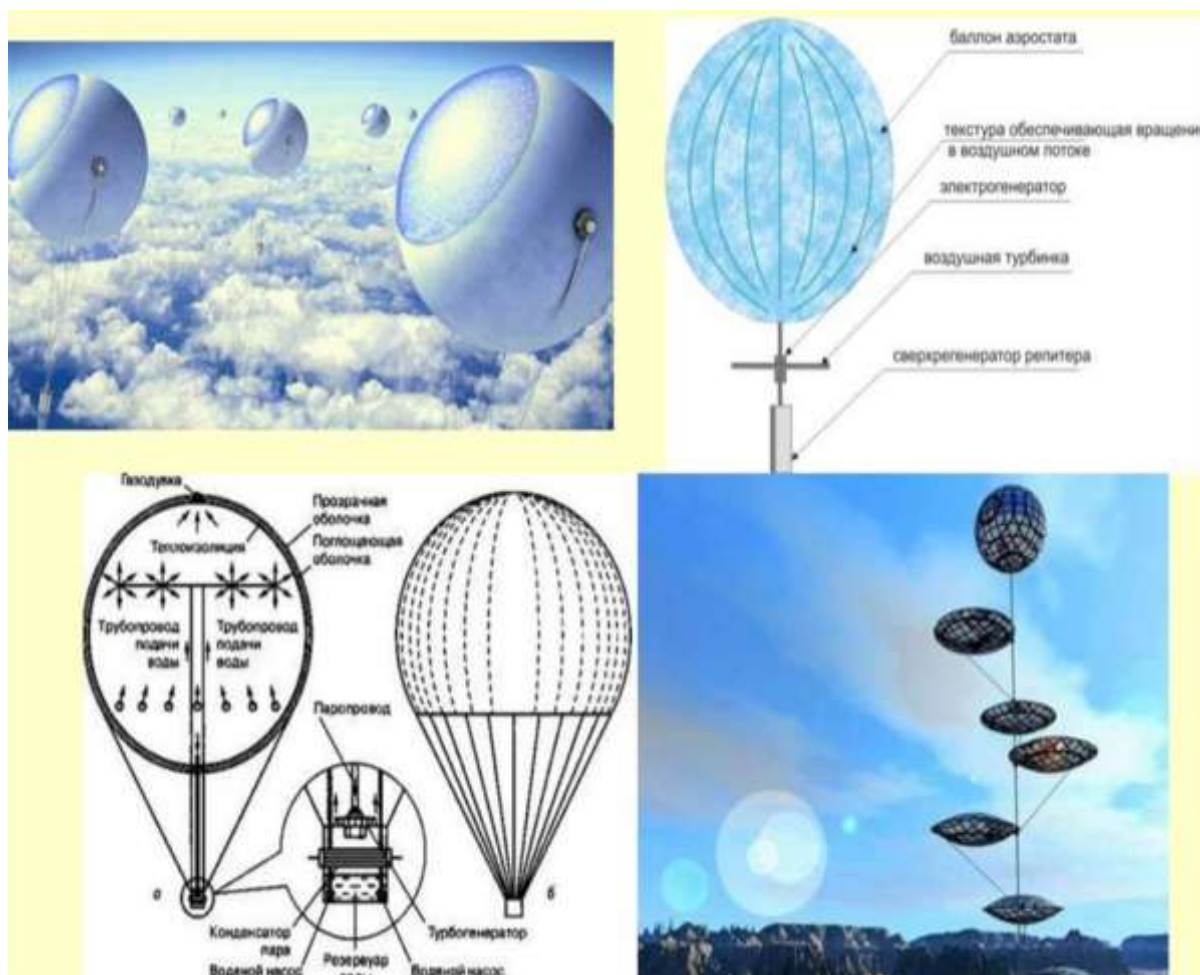 баллон аэростата
текстура обеспечивающая вращени
в воздушном потоке
электрогенератор
воздушная турбинка
сверхрегенератор репитера
Газодувка
Прозрачная
оболочка
Теплоизоляция
Поглощающая
оболочка
Трубопровод
подачи
воды
Трубопровод
подачи
воды
Паропровод
а
б
Конденсатор
пара
Турбогенератор
Водяной насос
Резервуар
Водяной насос